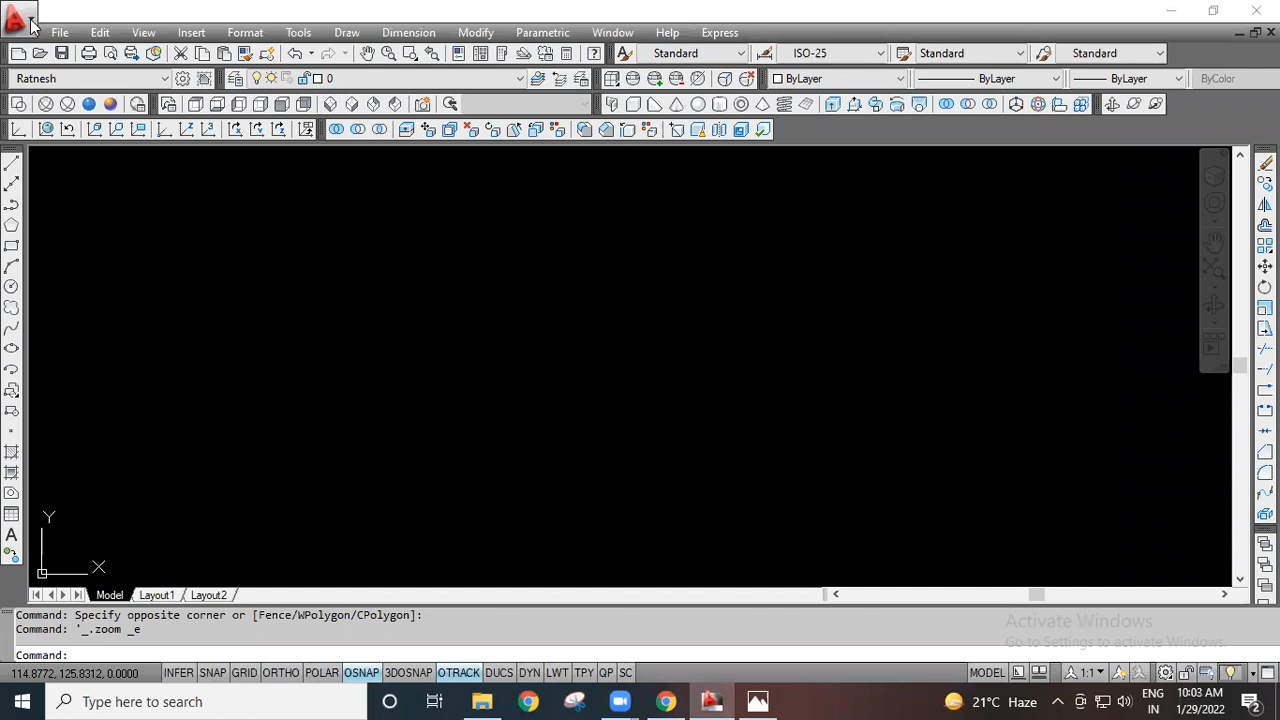 File Edit View Insert Format Tools Draw Dimension Modify Parametric Window Help Express
Standard ISO-25 Standard Standard
Ratnesh 0 ByLayer ByLayer ByLayer ByColor
Y
X
Model Layout1 Layout2
Command: Specify opposite corner or [Fence/WPolygon/CPolygon]:
Command: '_.zoom _e
Activate Windows
Go to Settings to activate Windows.
Command:
114.8772, 125.8312, 0.0000 INFER SNAP GRID ORTHO POLAR OSNAP 3DOSNAP OTRACK DUCS DYN LWT TPY QP SC MODEL 1:1
Type here to search 21°C Haze ENG IN 10:03 AM 1/29/2022 2